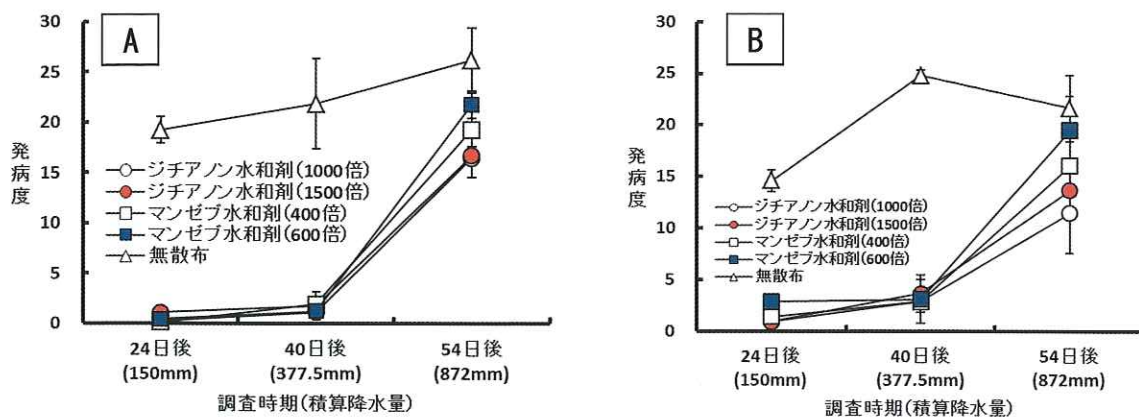 A
30
25
20
15
10
5
0
発病度
ジチアノン水和剤(1000倍)
ジチアノン水和剤(1500倍)
マンゼブ水和剤(400倍)
マンゼブ水和剤(600倍)
無散布
24日後
(150mm)
40日後
(377.5mm)
54日後
(872mm)
調査時期(積算降水量)
B
30
25
20
15
10
5
0
発病度
ジチアノン水和剤(1000倍)
ジチアノン水和剤(1500倍)
マンゼブ水和剤(400倍)
マンゼブ水和剤(600倍)
無散布
24日後
(150mm)
40日後
(377.5mm)
54日後
(872mm)
調査時期(積算降水量)